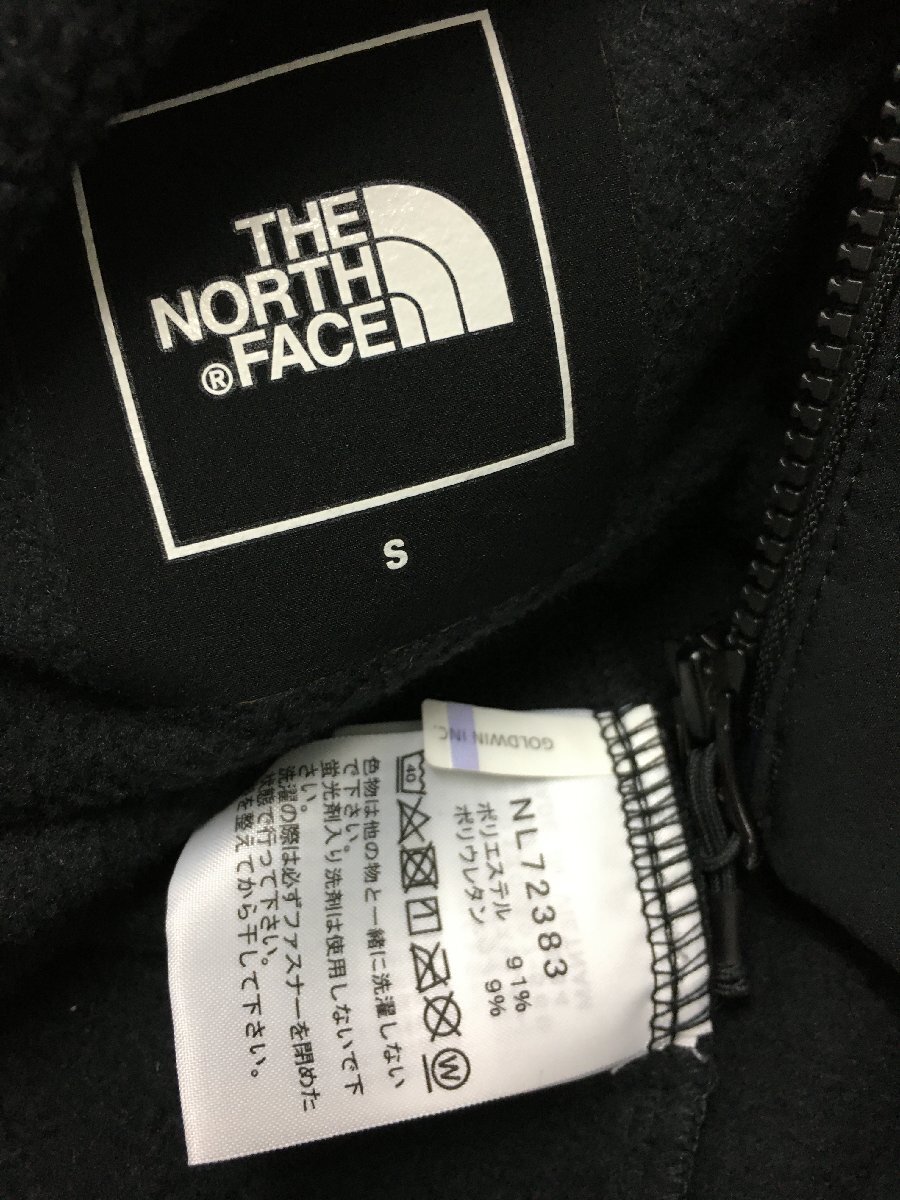 THE
NORTH
®FACE
S
GOLDWIN INC.
NL72383
ポリエステル 91%
ポリウレタン 9%
40
W
色物は他の物と一緒に洗濯しない
で下さい。
蛍光剤入り洗剤は使用しないで下
さい。
洗濯の際は必ずファスナーを閉めた
状態で行って下さい。
を整えてから干して下さい。